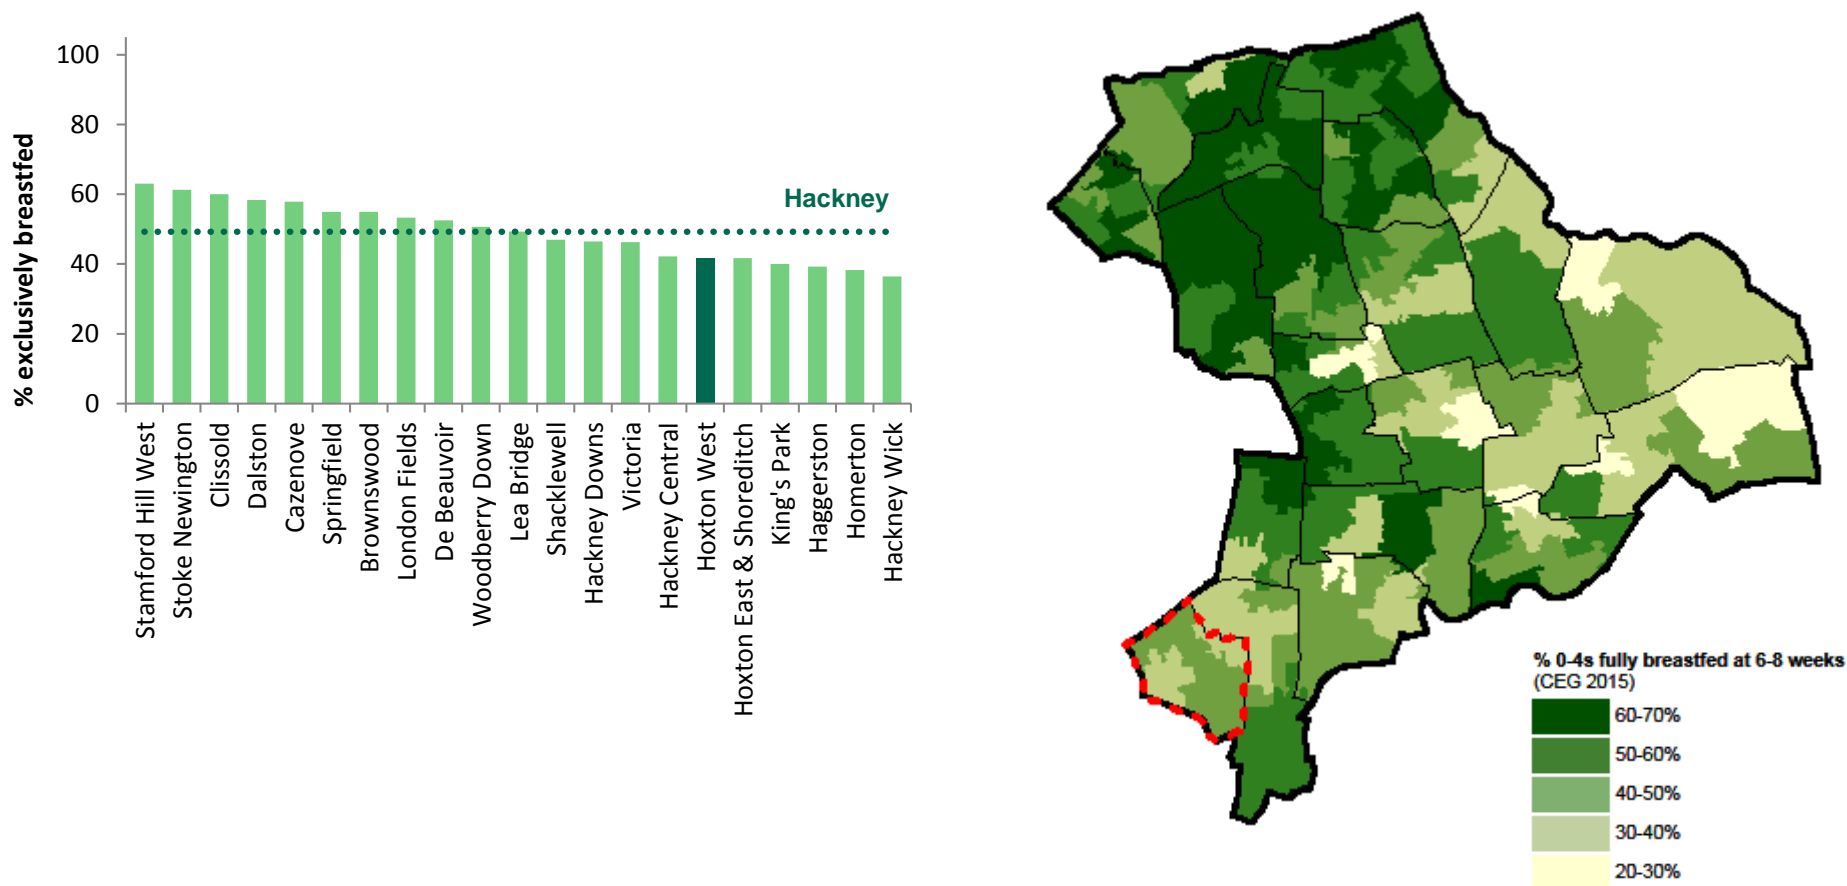 % exclusively breastfed
100
80
60
40
20
0
Hackney
Stamford Hill West
Stoke Newington
Clissold
Dalston
Cazenove
Springfield
Brownswood
London Fields
De Beauvoir
Woodberry Down
Lea Bridge
Shacklewell
Hackney Downs
Victoria
Hackney Central
Hoxton West
Hoxton East & Shoreditch
King's Park
Haggerston
Homerton
Hackney Wick
% 0-4s fully breastfed at 6-8 weeks
(CEG 2015)
60-70%
50-60%
40-50%
30-40%
20-30%